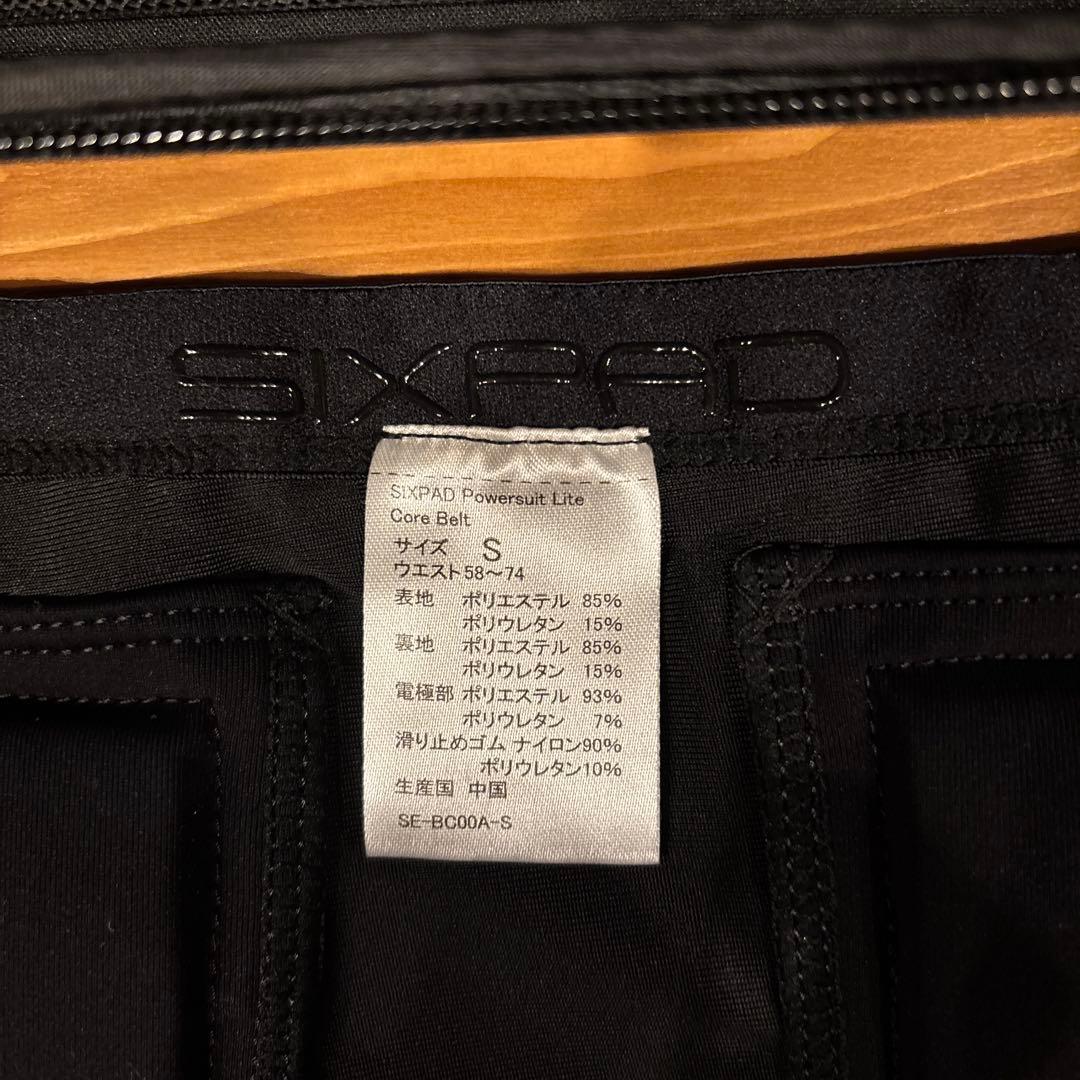 SIXPAD
SIXPAD Powersuit Lite
Core Belt
サイズ S
ウエスト58〜74
表地 ポリエステル 85%
ポリウレタン 15%
裏地 ポリエステル 85%
ポリウレタン 15%
電極部 ポリエステル 93%
ポリウレタン 7%
滑り止めゴム ナイロン90%
ポリウレタン10%
生産国 中国
SE-BC00A-S